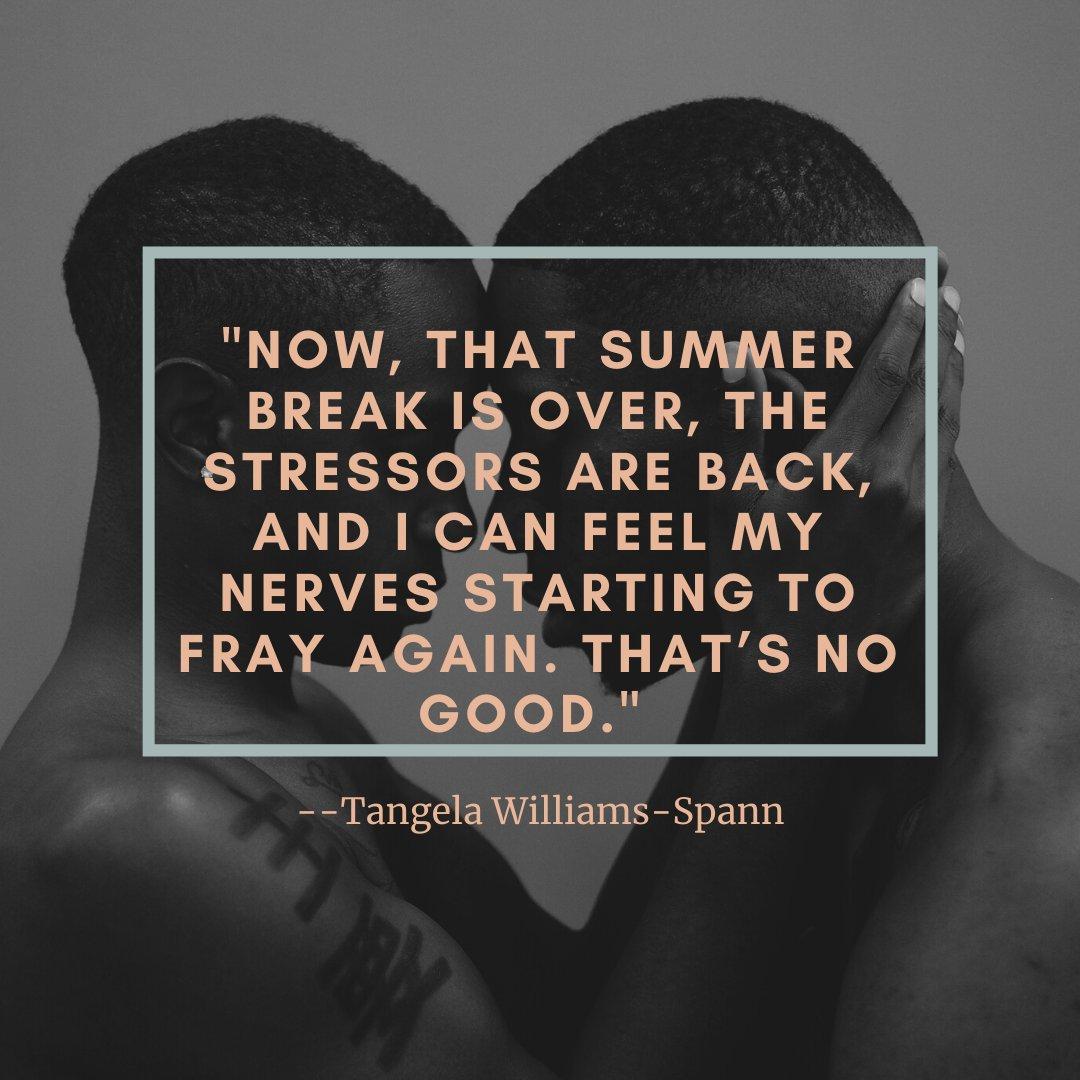 "NOW, THAT SUMMER
BREAK IS OVER, THE
STRESSORS ARE BACK,
AND I CAN FEEL MY
NERVES STARTING TO
FRAY AGAIN. THAT’S NO
GOOD."
--Tangela Williams-Spann